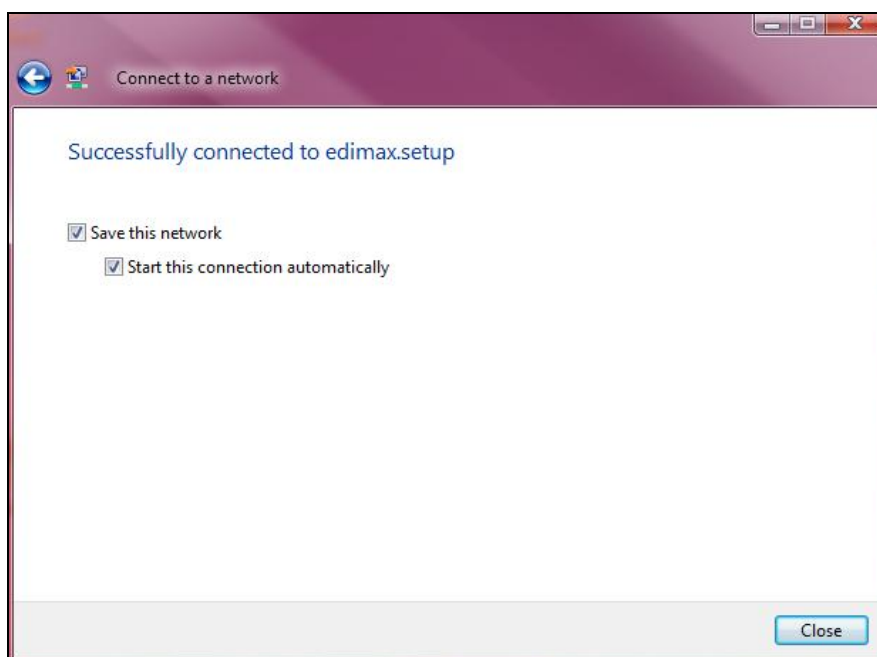 Connect to a network
Successfully connected to edimax.setup
Save this network
Start this connection automatically
Close